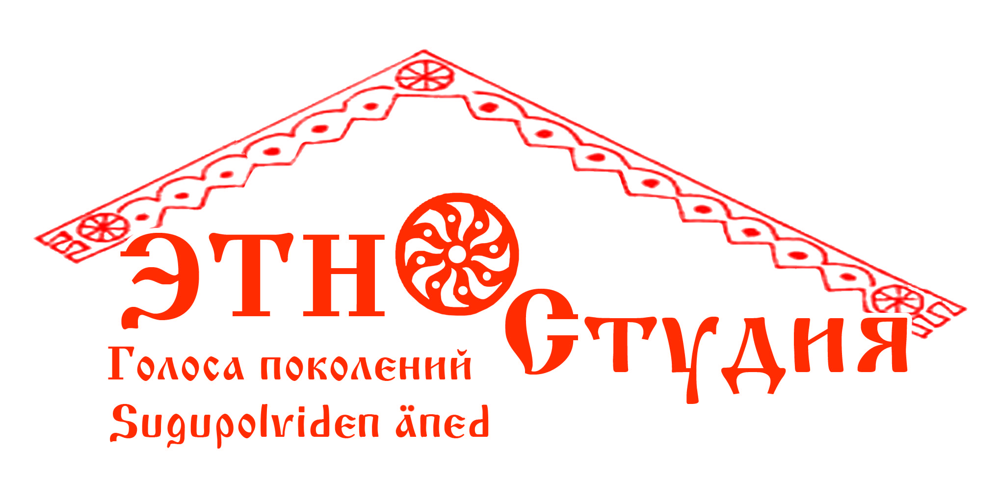 ЭТНО
Студия
Голоса поколений
Sugupolviden äned